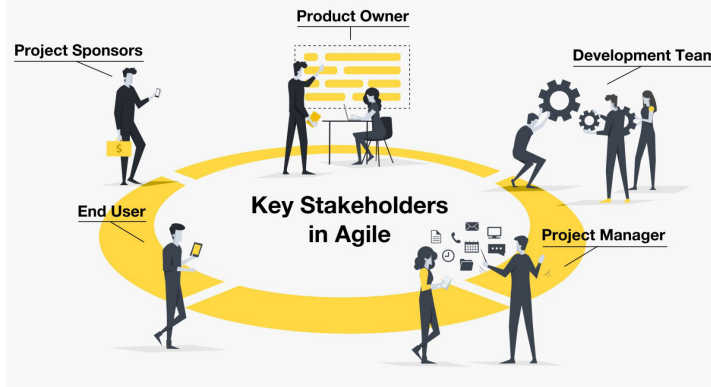 Product Owner
Project Sponsors
Development Team
$
End User
Key Stakeholders
in Agile
Project Manager